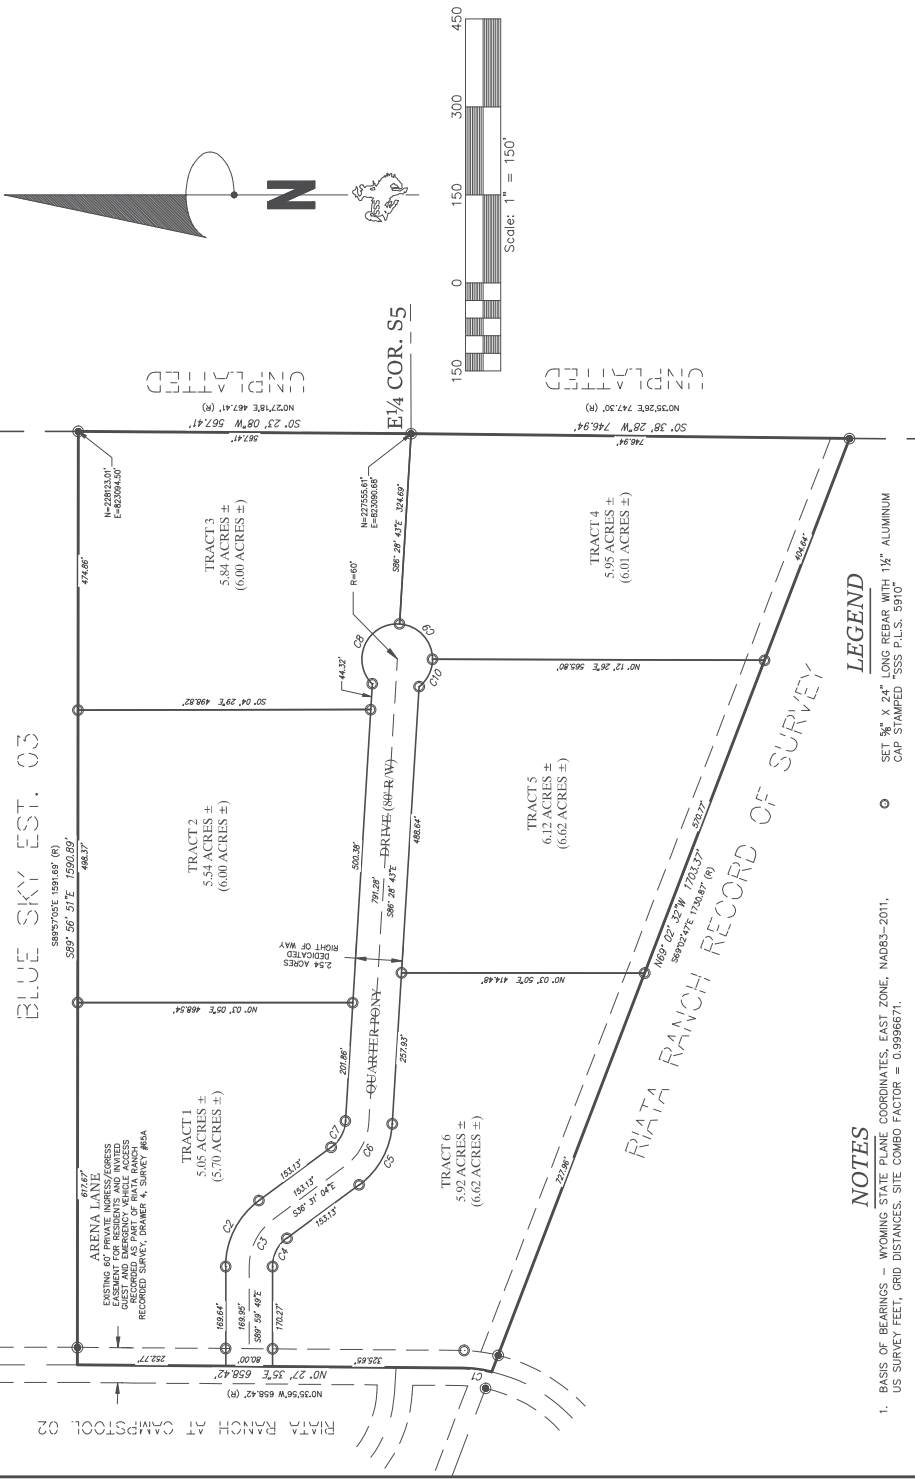 BLUE SKY EST. 03
S89°57'05"E 1591.69' (R)
S89° 56' 51"E 1590.89'
617.67'
498.37'
474.86'
ARENA LANE
EXISTING 60' PRIVATE INGRESS/EGRESS
EASEMENT FOR RESIDENTS AND INVITED
GUEST AND EMERGENCY VEHICLE ACCESS
RECORDED AS PART OF RIATA RANCH
RECORDED SURVEY, DRAWER 4, SURVEY #65A
N=228123.01'
E=823094.50'
TRACT 1
5.05 ACRES ±
(5.70 ACRES ±)
TRACT 2
5.54 ACRES ±
(6.00 ACRES ±)
TRACT 3
5.84 ACRES ±
(6.00 ACRES ±)
N0° 03' 05"E 468.54'
S0° 04' 29"E 498.82'
567.41'
S0° 23' 08"W 567.41'
N0°27'18"E 467.41' (R)
UNPLATTED
252.77'
80.00'
325.65'
N0° 27' 35"E 658.42'
N0°35'56"W 658.42' (R)
RIATA RANCH AT CAMPSTOOL 02
169.64'
169.95'
S89° 59' 49"E
170.27'
C2
C3
C4
153.13'
153.13'
S36° 31' 04"E
153.13'
C7
C6
C5
201.86'
500.38'
44.32'
R=60'
C8
C9
C10
2.54 ACRES
DEDICATED
RIGHT OF WAY
QUARTER PONY
791.28'
S86° 28' 43"E
DRIVE (80' R/W)
257.93'
488.64'
S86° 28' 43"E 324.69'
N=227555.61'
E=823090.68'
E¼ COR. S5
TRACT 6
5.92 ACRES ±
(6.62 ACRES ±)
TRACT 5
6.12 ACRES ±
(6.62 ACRES ±)
TRACT 4
5.95 ACRES ±
(6.01 ACRES ±)
N0° 03' 50"E 414.48'
N0° 12' 26"E 565.80'
746.94'
S0° 38' 28"W 746.94'
N0°35'26"E 747.30' (R)
UNPLATTED
C1
727.96'
570.77'
404.64'
N69° 02' 32"W 1703.37'
S69°02'47"E 1730.87' (R)
RIATA RANCH RECORD OF SURVEY
N
SSS
150 0 150 300 450
Scale: 1" = 150'
NOTES
1. BASIS OF BEARINGS – WYOMING STATE PLANE COORDINATES, EAST ZONE, NAD83–2011,
US SURVEY FEET, GRID DISTANCES. SITE COMBO FACTOR = 0.9996671.
LEGEND
SET ⅝" X 24" LONG REBAR WITH 1½" ALUMINUM
CAP STAMPED "SSS P.L.S. 5910"